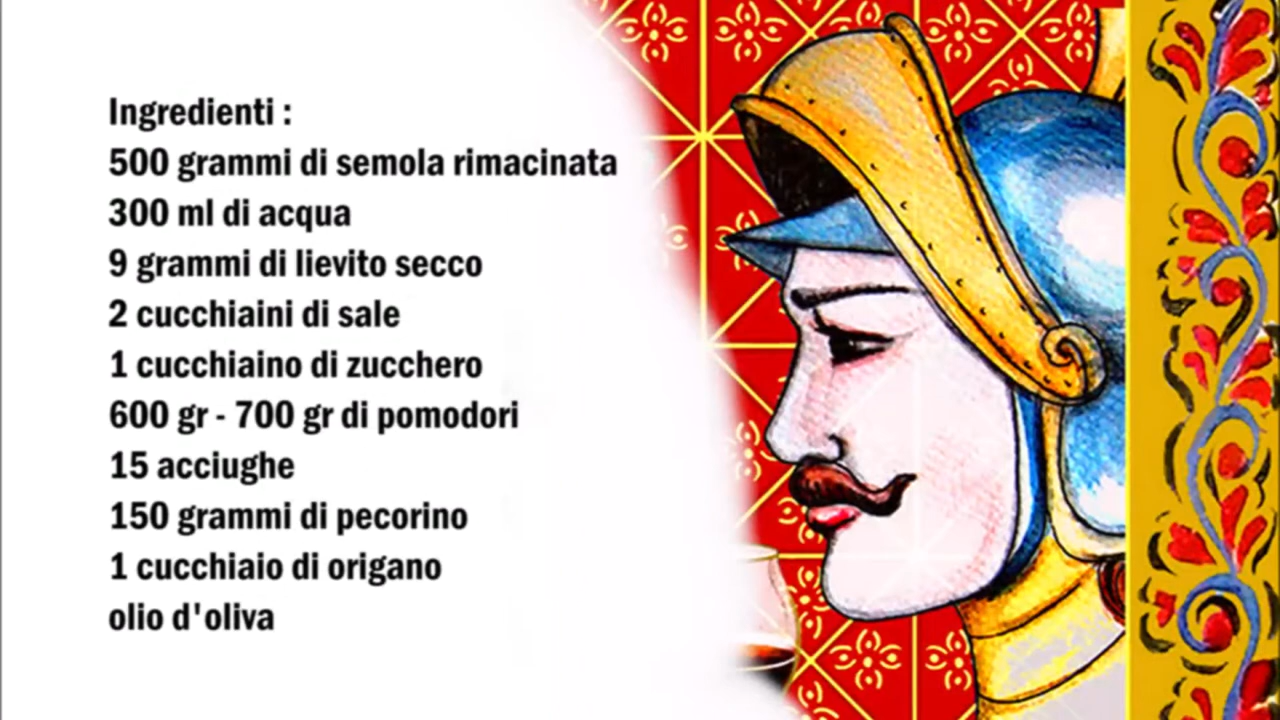 Ingredienti :
500 grammi di semola rimacinata
300 ml di acqua
9 grammi di lievito secco
2 cucchiaini di sale
1 cucchiaino di zucchero
600 gr - 700 gr di pomodori
15 acciughe
150 grammi di pecorino
1 cucchiaio di origano
olio d'oliva